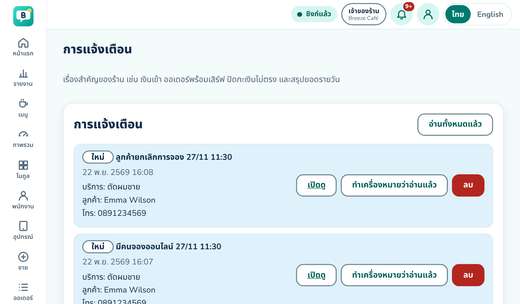 B
ซิงก์แล้ว
เจ้าของร้าน
Breeze Café
9+
ไทย
English
หน้าแรก
รายงาน
เมนู
ภาพรวม
โมดูล
พนักงาน
อุปกรณ์
ขาย
ออเดอร์
การแจ้งเตือน
เรื่องสำคัญของร้าน เช่น เงินเข้า ออเดอร์พร้อมเสิร์ฟ ปิดกะเงินไม่ตรง และสรุปยอดรายวัน
การแจ้งเตือน
อ่านทั้งหมดแล้ว
ใหม่ ลูกค้ายกเลิกการจอง 27/11 11:30
22 พ.ย. 2569 16:08
บริการ: ตัดผมชาย
ลูกค้า: Emma Wilson
โทร: 0891234569
เปิดดู
ทำเครื่องหมายว่าอ่านแล้ว
ลบ
ใหม่ มีคนจองออนไลน์ 27/11 11:30
22 พ.ย. 2569 16:07
บริการ: ตัดผมชาย
ลูกค้า: Emma Wilson
โทร: 0891234569
เปิดดู
ทำเครื่องหมายว่าอ่านแล้ว
ลบ